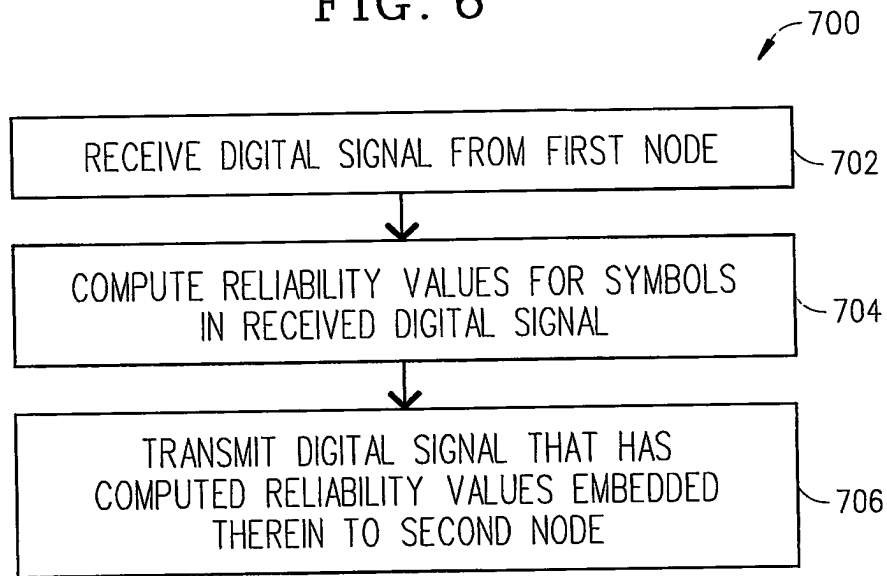 FIG. 6
700
RECEIVE DIGITAL SIGNAL FROM FIRST NODE
702
COMPUTE RELIABILITY VALUES FOR SYMBOLS
IN RECEIVED DIGITAL SIGNAL
704
TRANSMIT DIGITAL SIGNAL THAT HAS
COMPUTED RELIABILITY VALUES EMBEDDED
THEREIN TO SECOND NODE
706